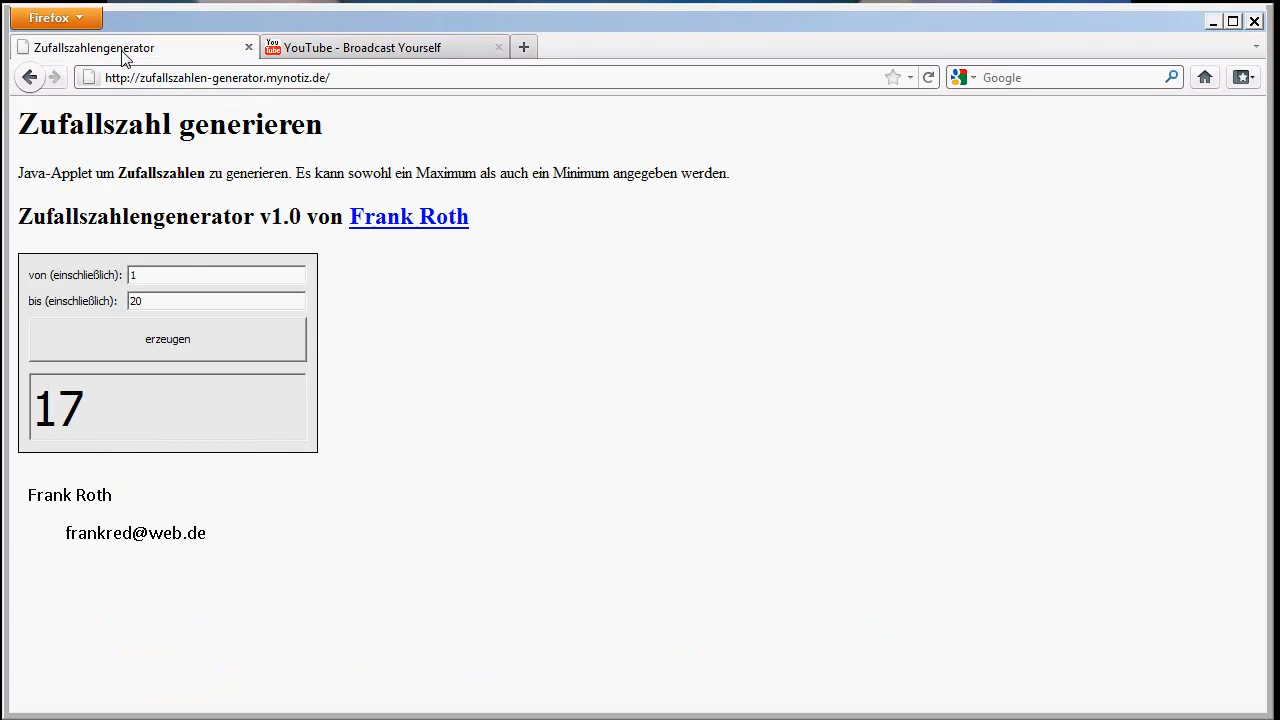 Firefox
Zufallszahlengenerator
YouTube - Broadcast Yourself
http://zufallszahlen-generator.mynotiz.de/
Google
Zufallszahl generieren
Java-Applet um Zufallszahlen zu generieren. Es kann sowohl ein Maximum als auch ein Minimum angegeben werden.
Zufallszahlengenerator v1.0 von Frank Roth
von (einschließlich): 1
bis (einschließlich): 20
erzeugen
17
Frank Roth
frankred@web.de